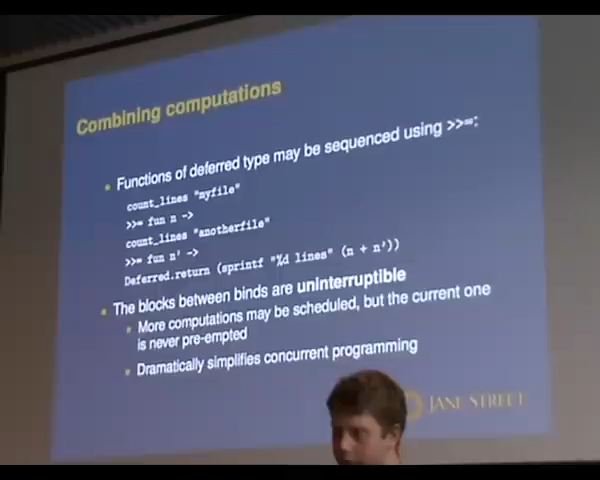 Combining computations
Functions of deferred type may be sequenced using >>=:
count_lines "myfile"
>>= fun n ->
count_lines "anotherfile"
>>= fun n' ->
Deferred.return (sprintf "%d lines" (n + n'))
The blocks between binds are uninterruptible
More computations may be scheduled, but the current one
is never pre-empted
Dramatically simplifies concurrent programming
JANE STREET